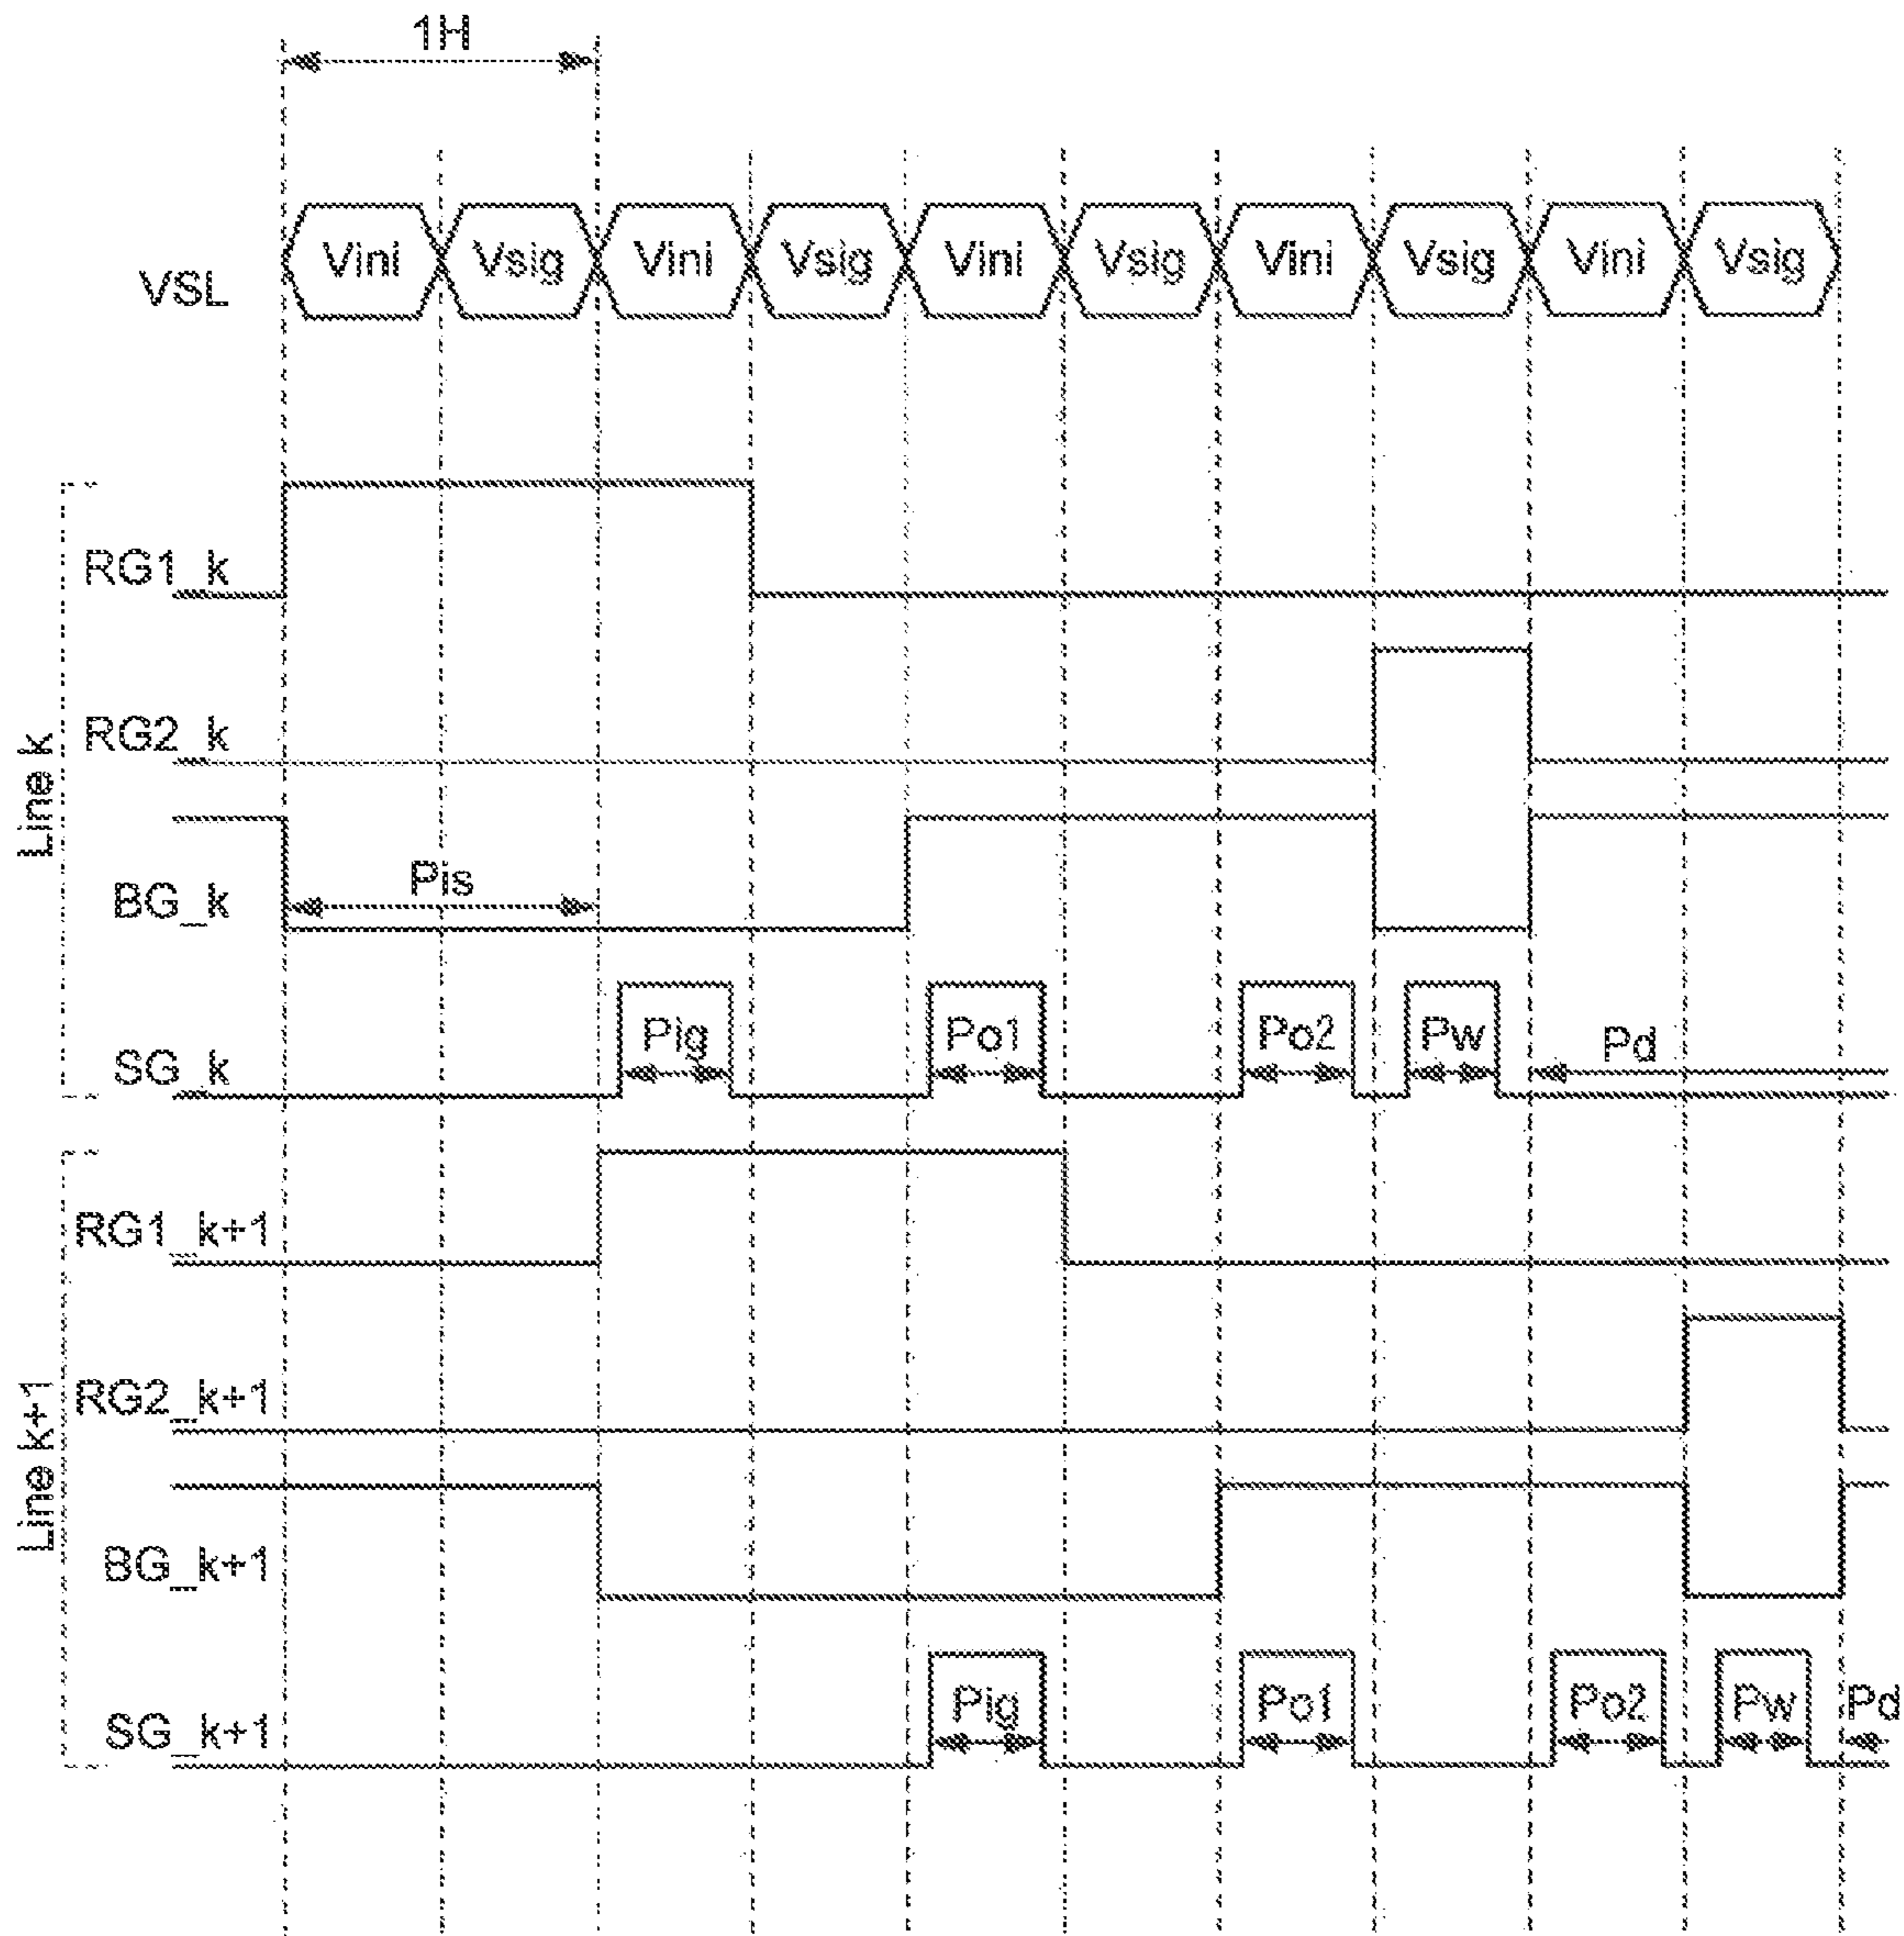 1H
VSL Vini Vsig Vini Vsig Vini Vsig Vini Vsig Vini Vsig
Line k
RG1_k
RG2_k
BG_k Pis
SG_k Pig Po1 Po2 Pw Pd
Line k+1
RG1_k+1
RG2_k+1
BG_k+1
SG_k+1 Pig Po1 Po2 Pw Pd